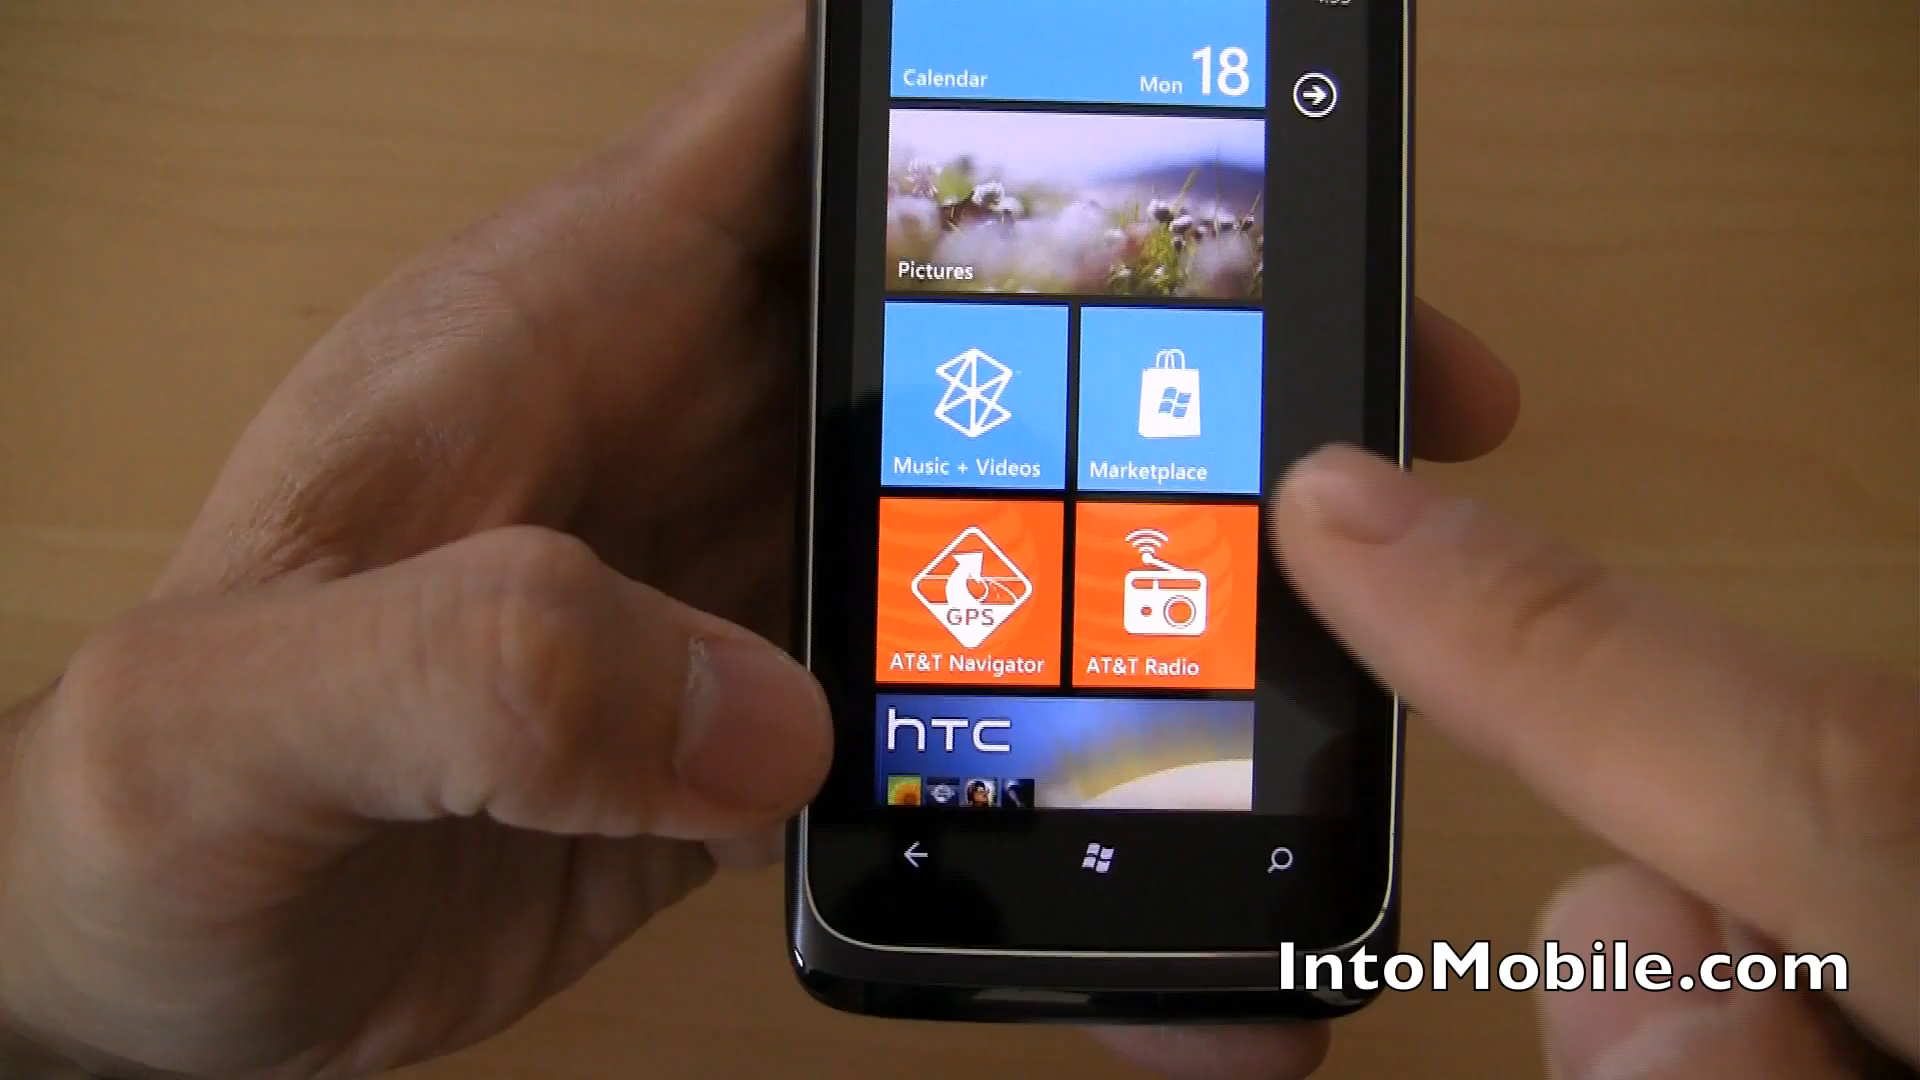 Calendar
Mon 18
Pictures
Music + Videos
Marketplace
GPS
AT&T Navigator
AT&T Radio
hTC
IntoMobile.com